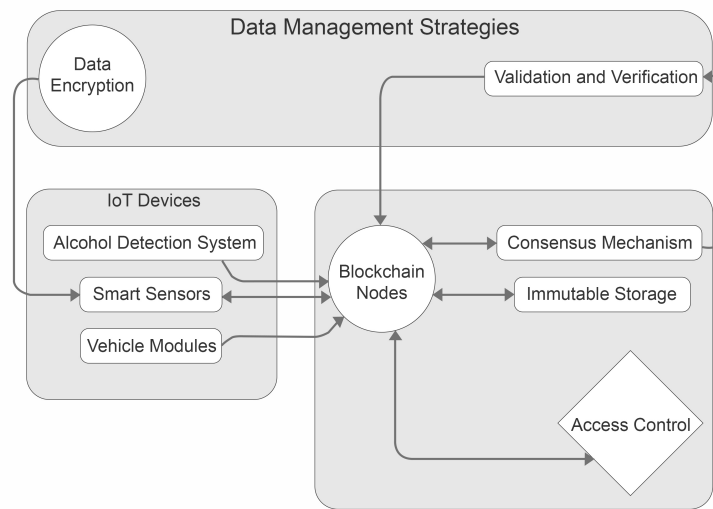 Data Management Strategies
Data
Encryption
Validation and Verification
IoT Devices
Alcohol Detection System
Smart Sensors
Vehicle Modules
Blockchain
Nodes
Consensus Mechanism
Immutable Storage
Access Control